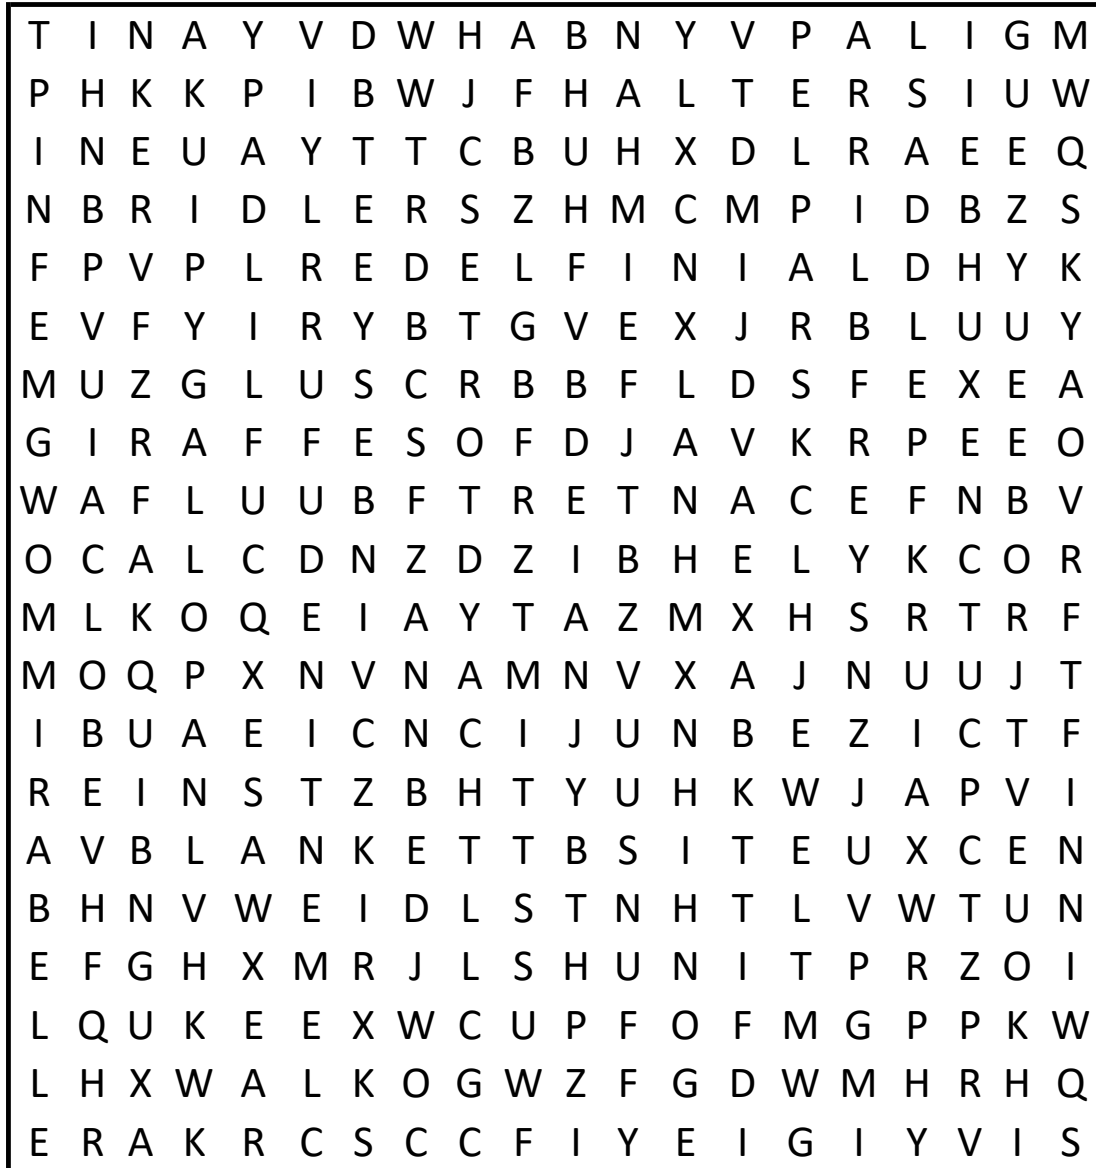 T I N A Y V D W H A B N Y V P A L I G M
P H K K P I B W J F H A L T E R S I U W
I N E U A Y T T C B U H X D L R A E E Q
N B R I D L E R S Z H M C M P I D B Z S
F P V P L R E D E L F I N I A L D H Y K
E V F Y I R Y B T G V E X J R B L U U Y
M U Z G L U S C R B B F L D S F E X E A
G I R A F F E S O F D J A V K R P E E O
W A F L U U B F T R E T N A C E F N B V
O C A L C D N Z D Z I B H E L Y K C O R
M L K O Q E I A Y T A Z M X H S R T R F
M O Q P X N V N A M N V X A J N U U J T
I B U A E I C N C I J U N B E Z I C T F
R E I N S T Z B H T Y U H K W J A P V I
A V B L A N K E T T B S I T E U X C E N
B H N V W E I D L S T N H T L V W T U N
E F G H X M R J L S H U N I T P R Z O I
L Q U K E E X W C U P F O F M G P P K W
L H X W A L K O G W Z F G D W M H R H Q
E R A K R C S C C F I Y E I G I Y V I S